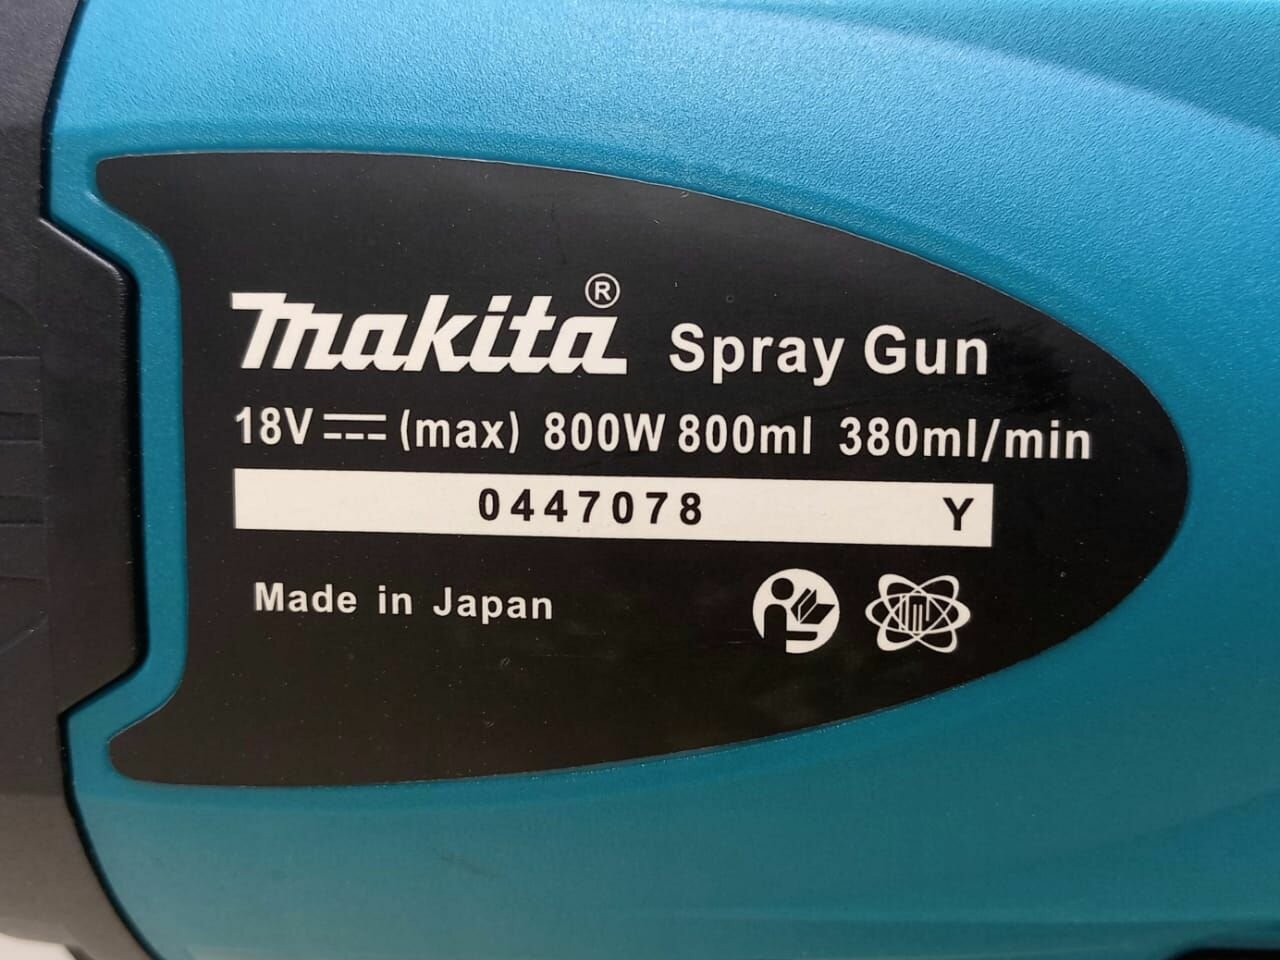 makita® Spray Gun
18V⎓(max) 800W 800ml 380ml/min
0447078 Y
Made in Japan